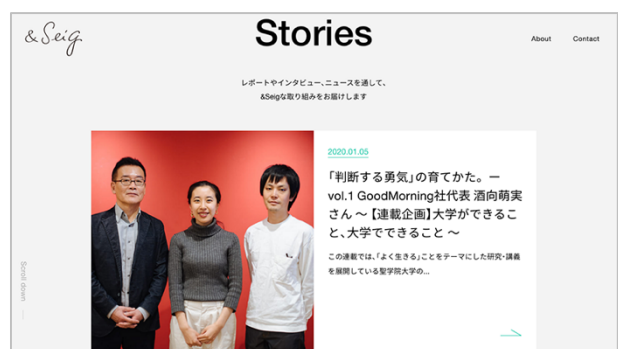 &Seig
Stories
About
Contact
レポートやインタビュー、ニュースを通して、
&Seigな取り組みをお届けします
2020.01.05
「判断する勇気」の育てかた。ー
vol.1 GoodMorning社代表 酒向萌実
さん 〜【連載企画】大学ができるこ
と、大学でできること 〜
この連載では、「よく生きる」ことをテーマにした研究・講義
を展開している聖学院大学の...
Scroll down